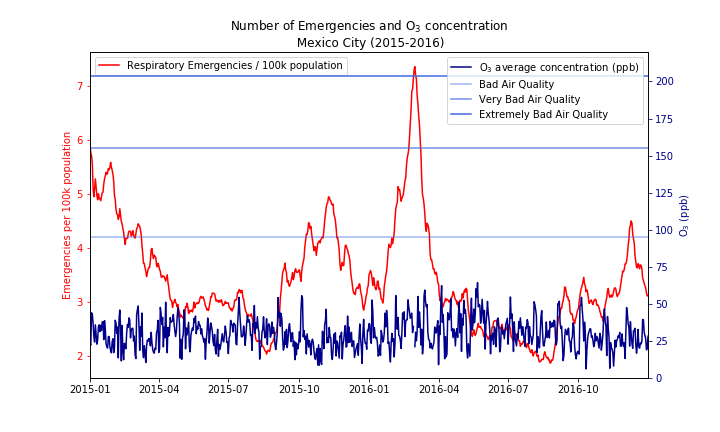 Number of Emergencies and O₃ concentration
Mexico City (2015-2016)
Respiratory Emergencies / 100k population
O₃ average concentration (ppb)
Bad Air Quality
Very Bad Air Quality
Extremely Bad Air Quality
Emergencies per 100k population
7
6
5
4
3
2
O₃ (ppb)
200
175
150
125
100
75
50
25
0
2015-01 2015-04 2015-07 2015-10 2016-01 2016-04 2016-07 2016-10